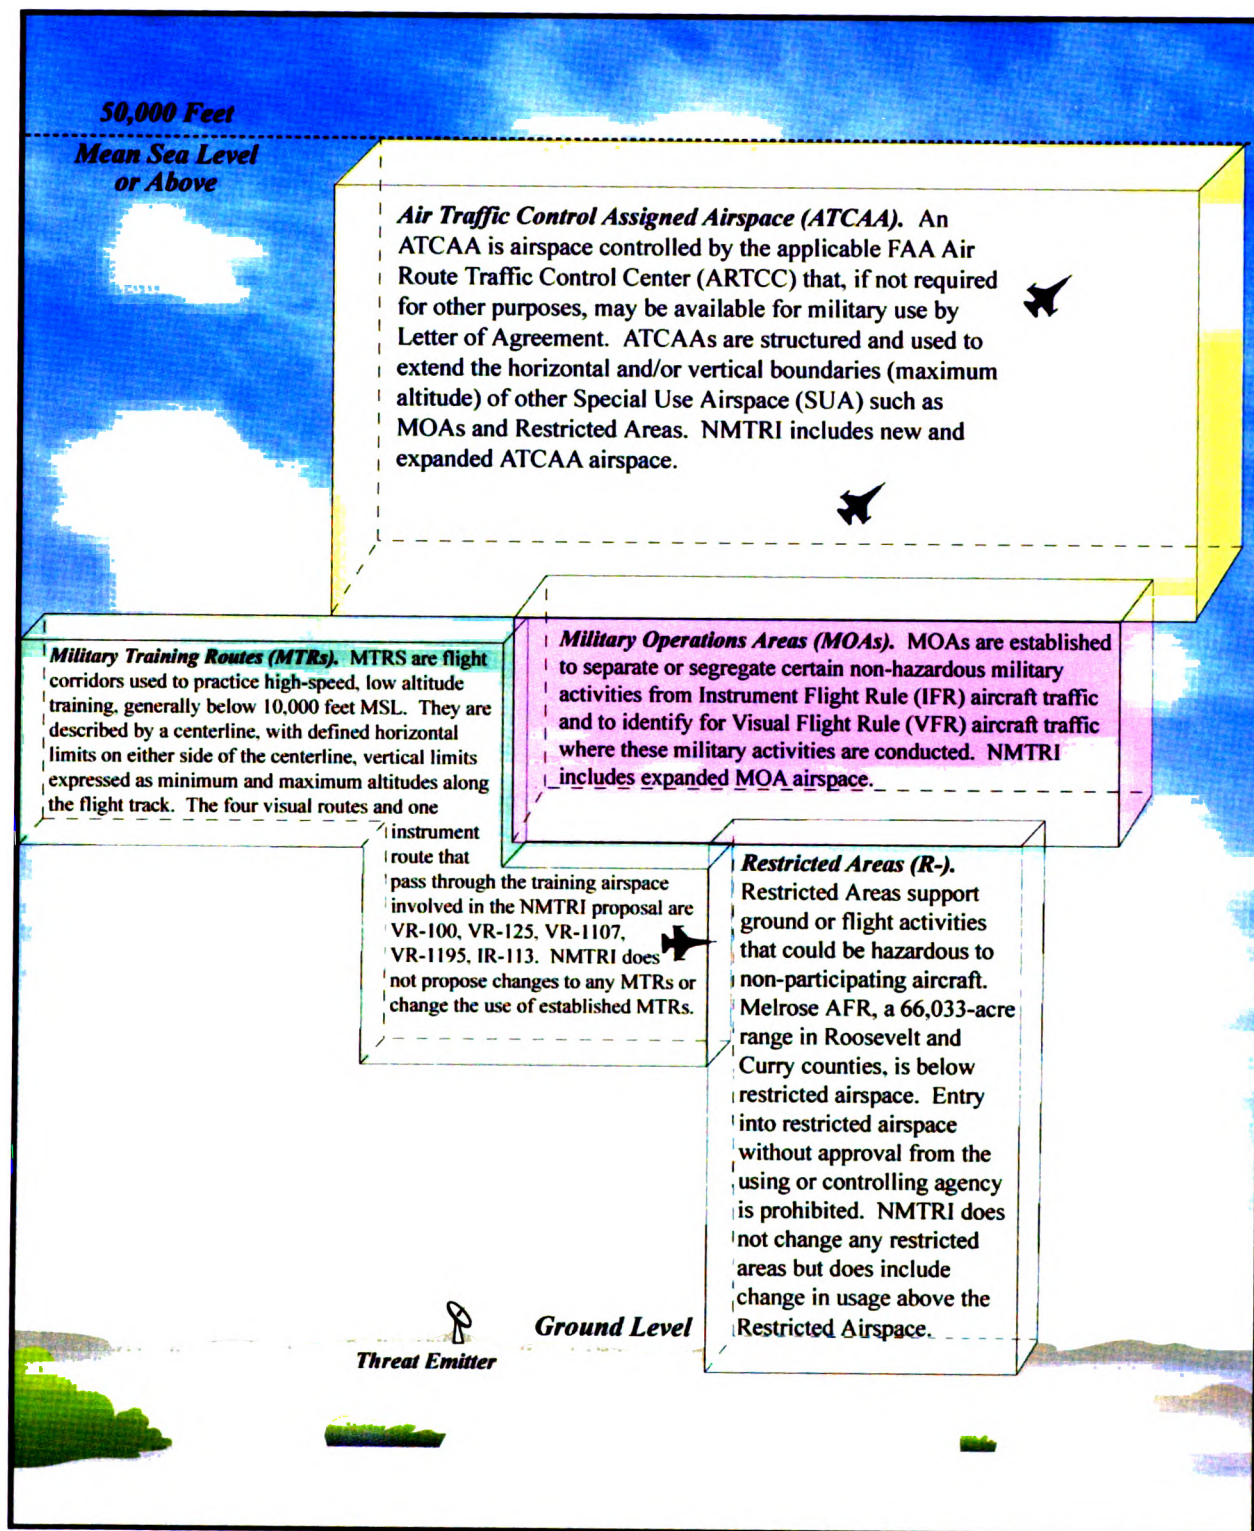 50,000 Feet
Mean Sea Level
or Above
Air Traffic Control Assigned Airspace (ATCAA). An
ATCAA is airspace controlled by the applicable FAA Air
Route Traffic Control Center (ARTCC) that, if not required
for other purposes, may be available for military use by
Letter of Agreement. ATCAAs are structured and used to
extend the horizontal and/or vertical boundaries (maximum
altitude) of other Special Use Airspace (SUA) such as
MOAs and Restricted Areas. NMTRI includes new and
expanded ATCAA airspace.
Military Training Routes (MTRs). MTRS are flight
corridors used to practice high-speed, low altitude
training, generally below 10,000 feet MSL. They are
described by a centerline, with defined horizontal
limits on either side of the centerline, vertical limits
expressed as minimum and maximum altitudes along
the flight track. The four visual routes and one
instrument
route that
pass through the training airspace
involved in the NMTRI proposal are
VR-100, VR-125, VR-1107,
VR-1195, IR-113. NMTRI does
not propose changes to any MTRs or
change the use of established MTRs.
Military Operations Areas (MOAs). MOAs are established
to separate or segregate certain non-hazardous military
activities from Instrument Flight Rule (IFR) aircraft traffic
and to identify for Visual Flight Rule (VFR) aircraft traffic
where these military activities are conducted. NMTRI
includes expanded MOA airspace.
Restricted Areas (R-).
Restricted Areas support
ground or flight activities
that could be hazardous to
non-participating aircraft.
Melrose AFR, a 66,033-acre
range in Roosevelt and
Curry counties, is below
restricted airspace. Entry
into restricted airspace
without approval from the
using or controlling agency
is prohibited. NMTRI does
not change any restricted
areas but does include
change in usage above the
Restricted Airspace.
Ground Level
Threat Emitter